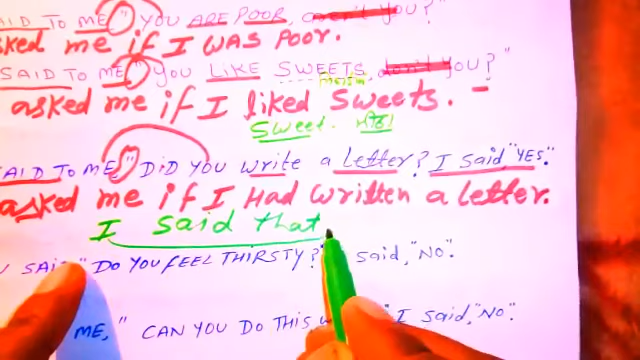 SAID TO ME, "YOU ARE POOR, aren't you?"
asked me if I was Poor.
SAID TO ME, "YOU LIKE SWEETS, don't you?"
asked me if I liked Sweets.
Sweet.
SAID TO ME, "DiD YOU write a letter? I said, "YES."
asked me if I Had written a letter.
I said that
SAID "DO YOU FEEL THIRSTY?" said, "NO".
ME, " CAN YOU DO THIS I said, "NO".